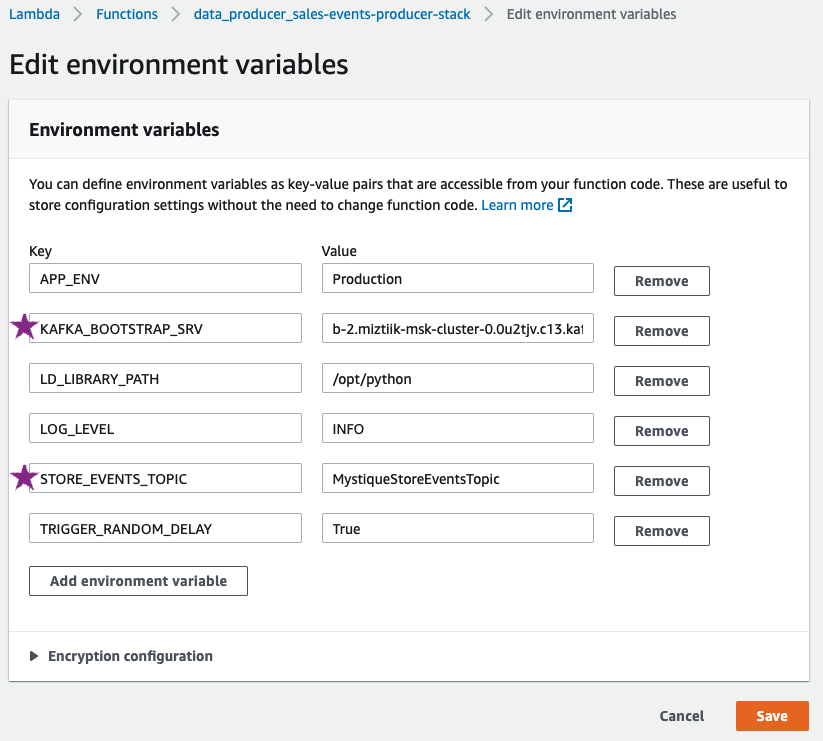 Lambda > Functions > data_producer_sales-events-producer-stack > Edit environment variables
Edit environment variables
Environment variables
You can define environment variables as key-value pairs that are accessible from your function code. These are useful to
store configuration settings without the need to change function code. Learn more
Key Value
APP_ENV Production Remove
KAFKA_BOOTSTRAP_SRV b-2.miztiik-msk-cluster-0.0u2tjv.c13.kaf Remove
LD_LIBRARY_PATH /opt/python Remove
LOG_LEVEL INFO Remove
STORE_EVENTS_TOPIC MystiqueStoreEventsTopic Remove
TRIGGER_RANDOM_DELAY True Remove
Add environment variable
Encryption configuration
Cancel Save